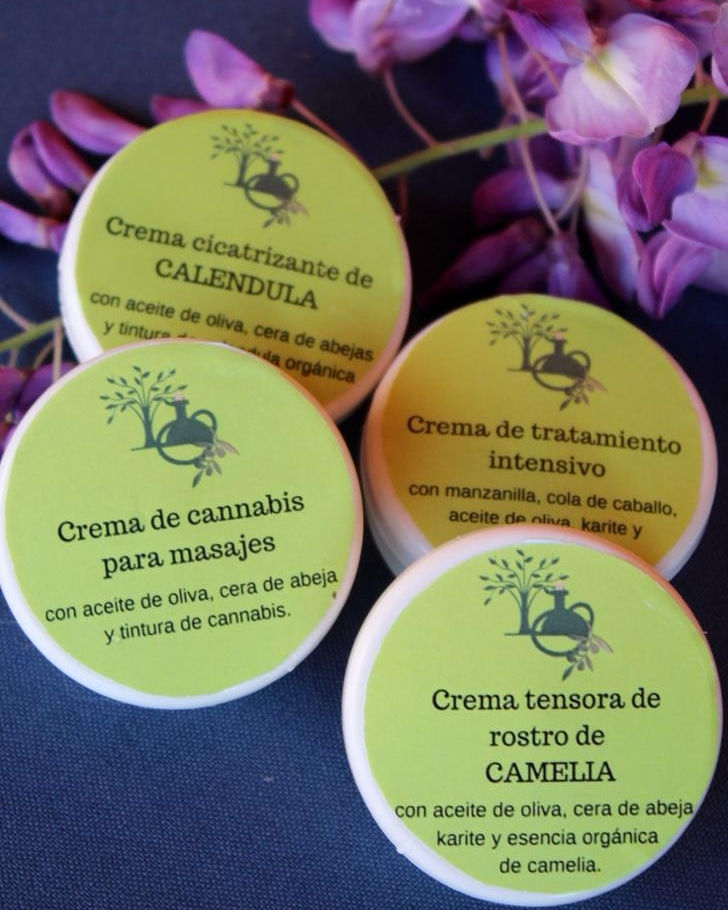 Crema cicatrizante de
CALENDULA
con aceite de oliva, cera de abejas
y tintura orgánica
Crema de tratamiento
intensivo
con manzanilla, cola de caballo,
aceite de oliva, karite y
Crema de cannabis
para masajes
con aceite de oliva, cera de abeja
y tintura de cannabis.
Crema tensora de
rostro de
CAMELIA
con aceite de oliva, cera de abeja
karite y esencia orgánica
de camelia.